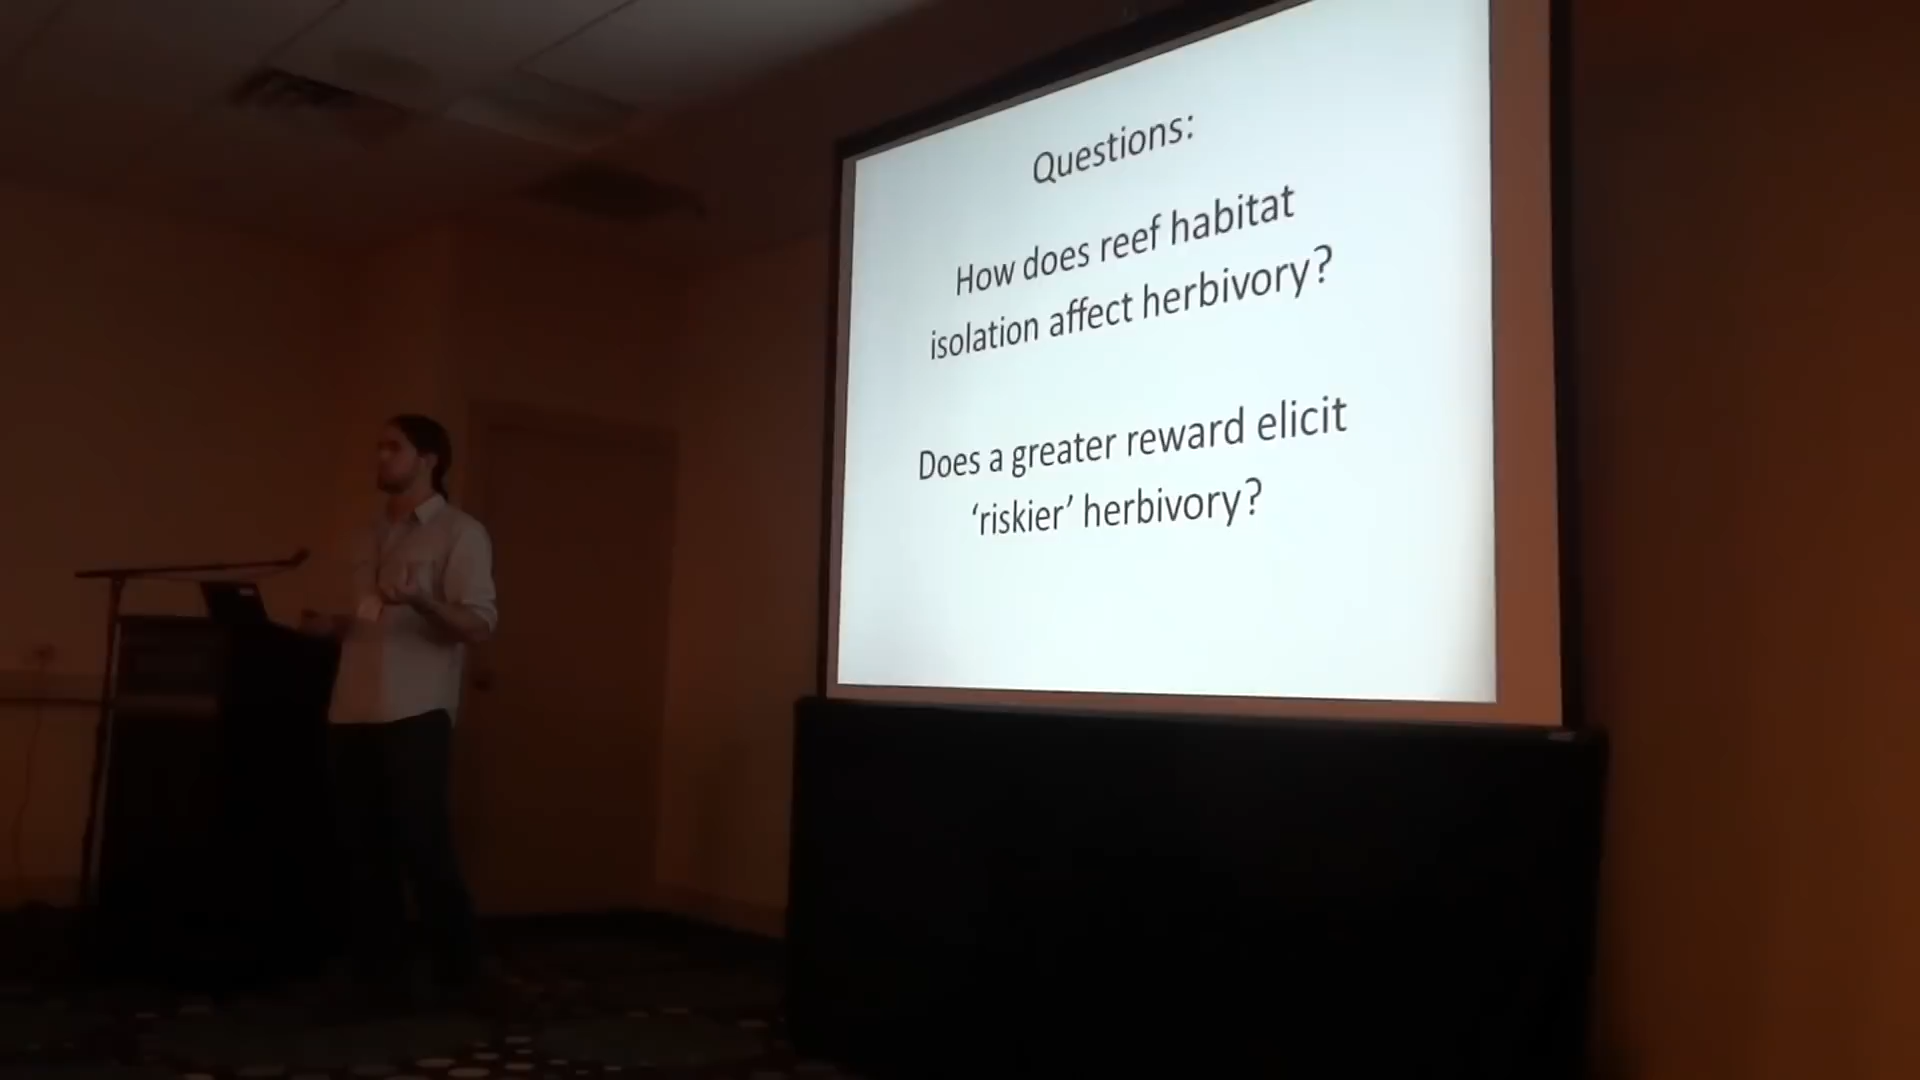 Questions:
How does reef habitat
isolation affect herbivory?
Does a greater reward elicit
‘riskier’ herbivory?